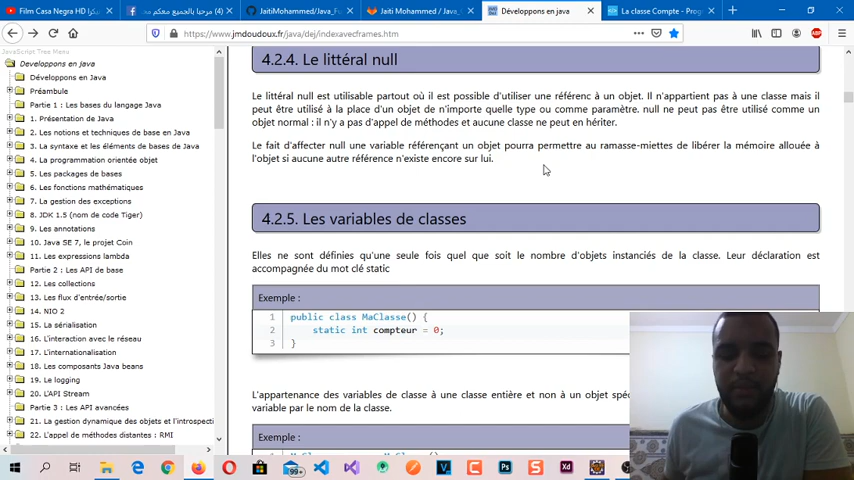 Film Casa Negra HD
JaitiMohammed/Java_Fu
Jaiti Mohammed / Java_
Développons en java
La classe Compte - Prog
https://www.jmdoudoux.fr/java/dej/indexavecframes.htm
JavaScript Tree Menu
Developpons en Java
Développons en Java
Préambule
Partie 1 : Les bases du langage Java
1. Présentation de Java
2. Les notions et techniques de base en Java
3. La syntaxe et les éléments de bases de Java
4. La programmation orientée objet
5. Les packages de base
6. Les fonctions mathématiques
7. La gestion des exceptions
8. JDK 1.5 (nom de code Tiger)
9. Les annotations
10. Java SE 7, le projet Coin
11. Les expressions lambda
Partie 2 : Les API de base
12. Les collections
13. Les flux d'entrée/sortie
14. NIO 2
15. La sérialisation
16. L'interaction avec le réseau
17. L'internationalisation
18. Les composants Java beans
19. Le logging
20. L'API Stream
Partie 3 : Les API avancées
21. La gestion dynamique des objets et l'introspecti
22. L'appel de méthodes distantes : RMI
4.2.4. Le littéral null
Le littéral null est utilisable partout où il est possible d'utiliser une référenc à un objet. Il n'appartient pas à une classe mais il
peut être utilisé à la place d'un objet de n'importe quelle type ou comme paramètre. null ne peut pas être utilisé comme un
objet normal : il n'y a pas d'appel de méthodes et aucune classe ne peut en hériter.
Le fait d'affecter null une variable référençant un objet pourra permettre au ramasse-miettes de libérer la mémoire allouée à
l'objet si aucune autre référence n'existe encore sur lui.
4.2.5. Les variables de classes
Elles ne sont définies qu'une seule fois quel que soit le nombre d'objets instanciés de la classe. Leur déclaration est
accompagnée du mot clé static
Exemple :
1 public class MaClasse() {
2 static int compteur = 0;
3 }
L'appartenance des variables de classe à une classe entière et non à un objet spéc
variable par le nom de la classe.
Exemple :
99+